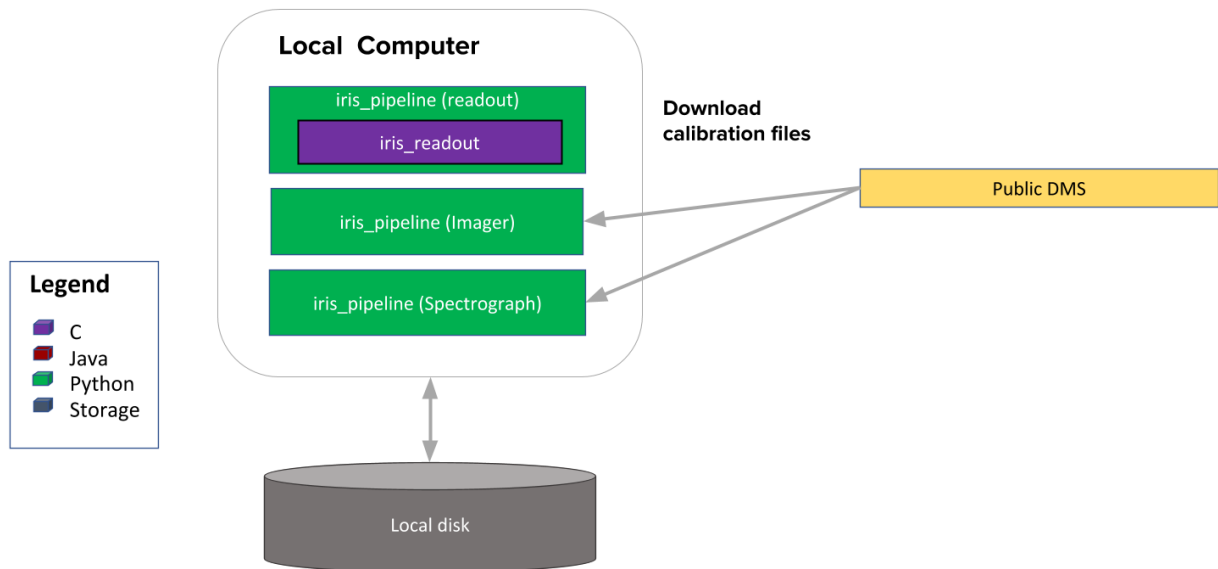 Local  Computer
iris_pipeline (readout)
iris_readout
iris_pipeline (Imager)
iris_pipeline (Spectrograph)
Download
calibration files
Public DMS
Legend
C
Java
Python
Storage
Local disk